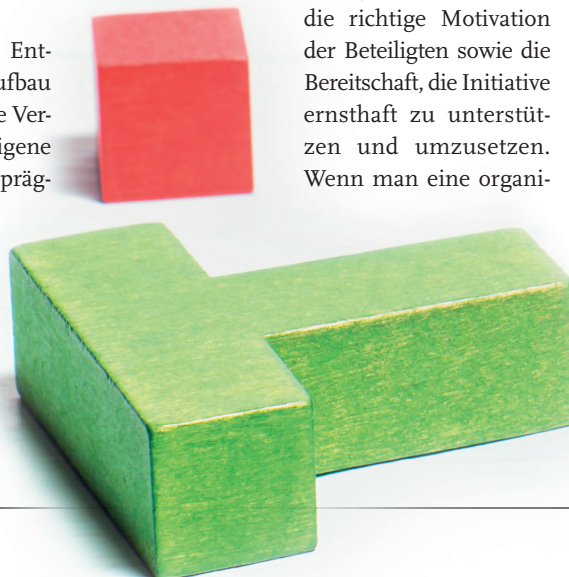 Ent-
ufbau
e Ver-
igene
präg-
die richtige Motivation
der Beteiligten sowie die
Bereitschaft, die Initiative
ernsthaft zu unterstüt-
zen und umzusetzen.
Wenn man eine organi-